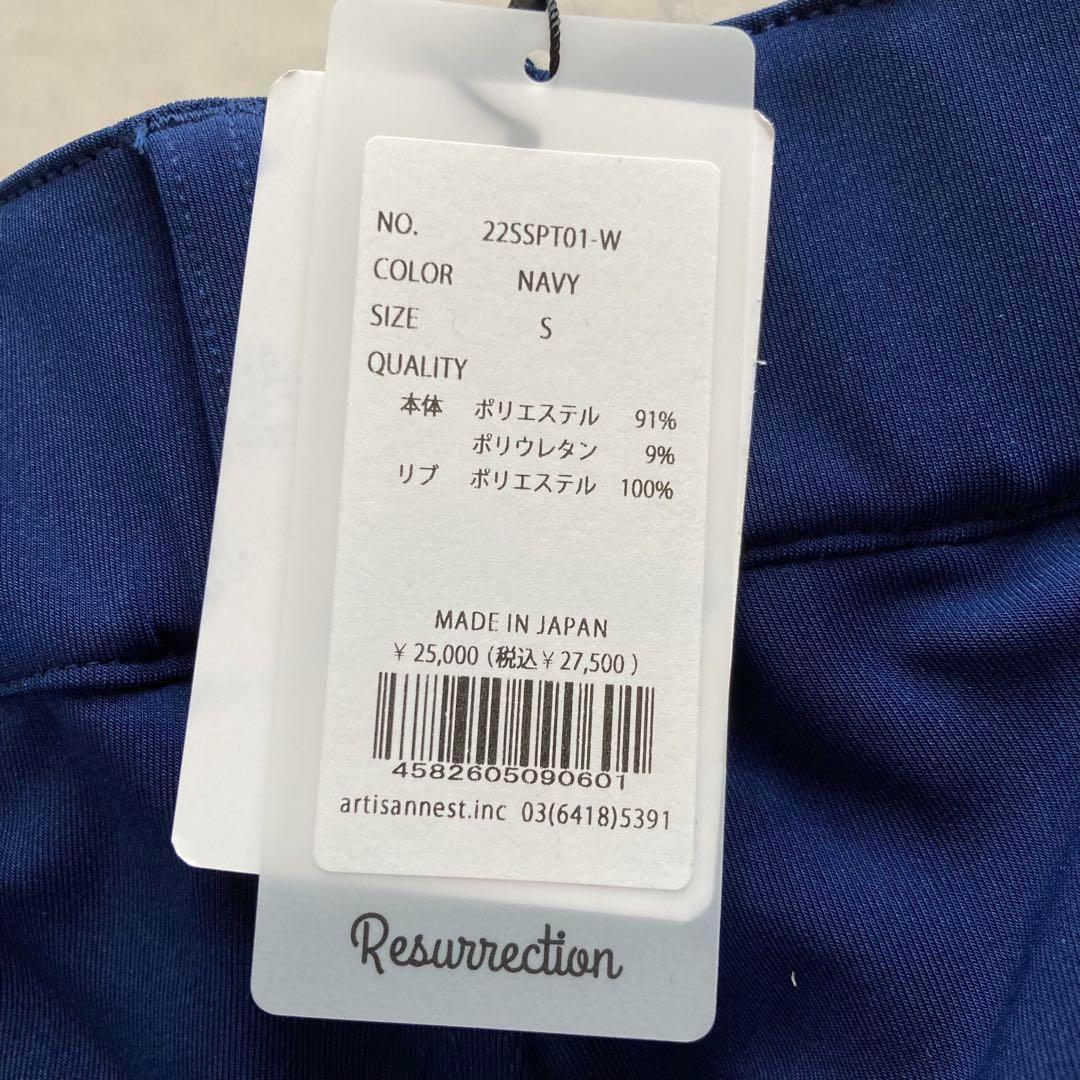 NO. 22SSPT01-W
COLOR NAVY
SIZE S
QUALITY
本体 ポリエステル 91%
ポリウレタン 9%
リブ ポリエステル 100%
MADE IN JAPAN
¥ 25,000 (税込 ¥ 27,500 )
4582605090601
artisannest.inc 03(6418)5391
Resurrection